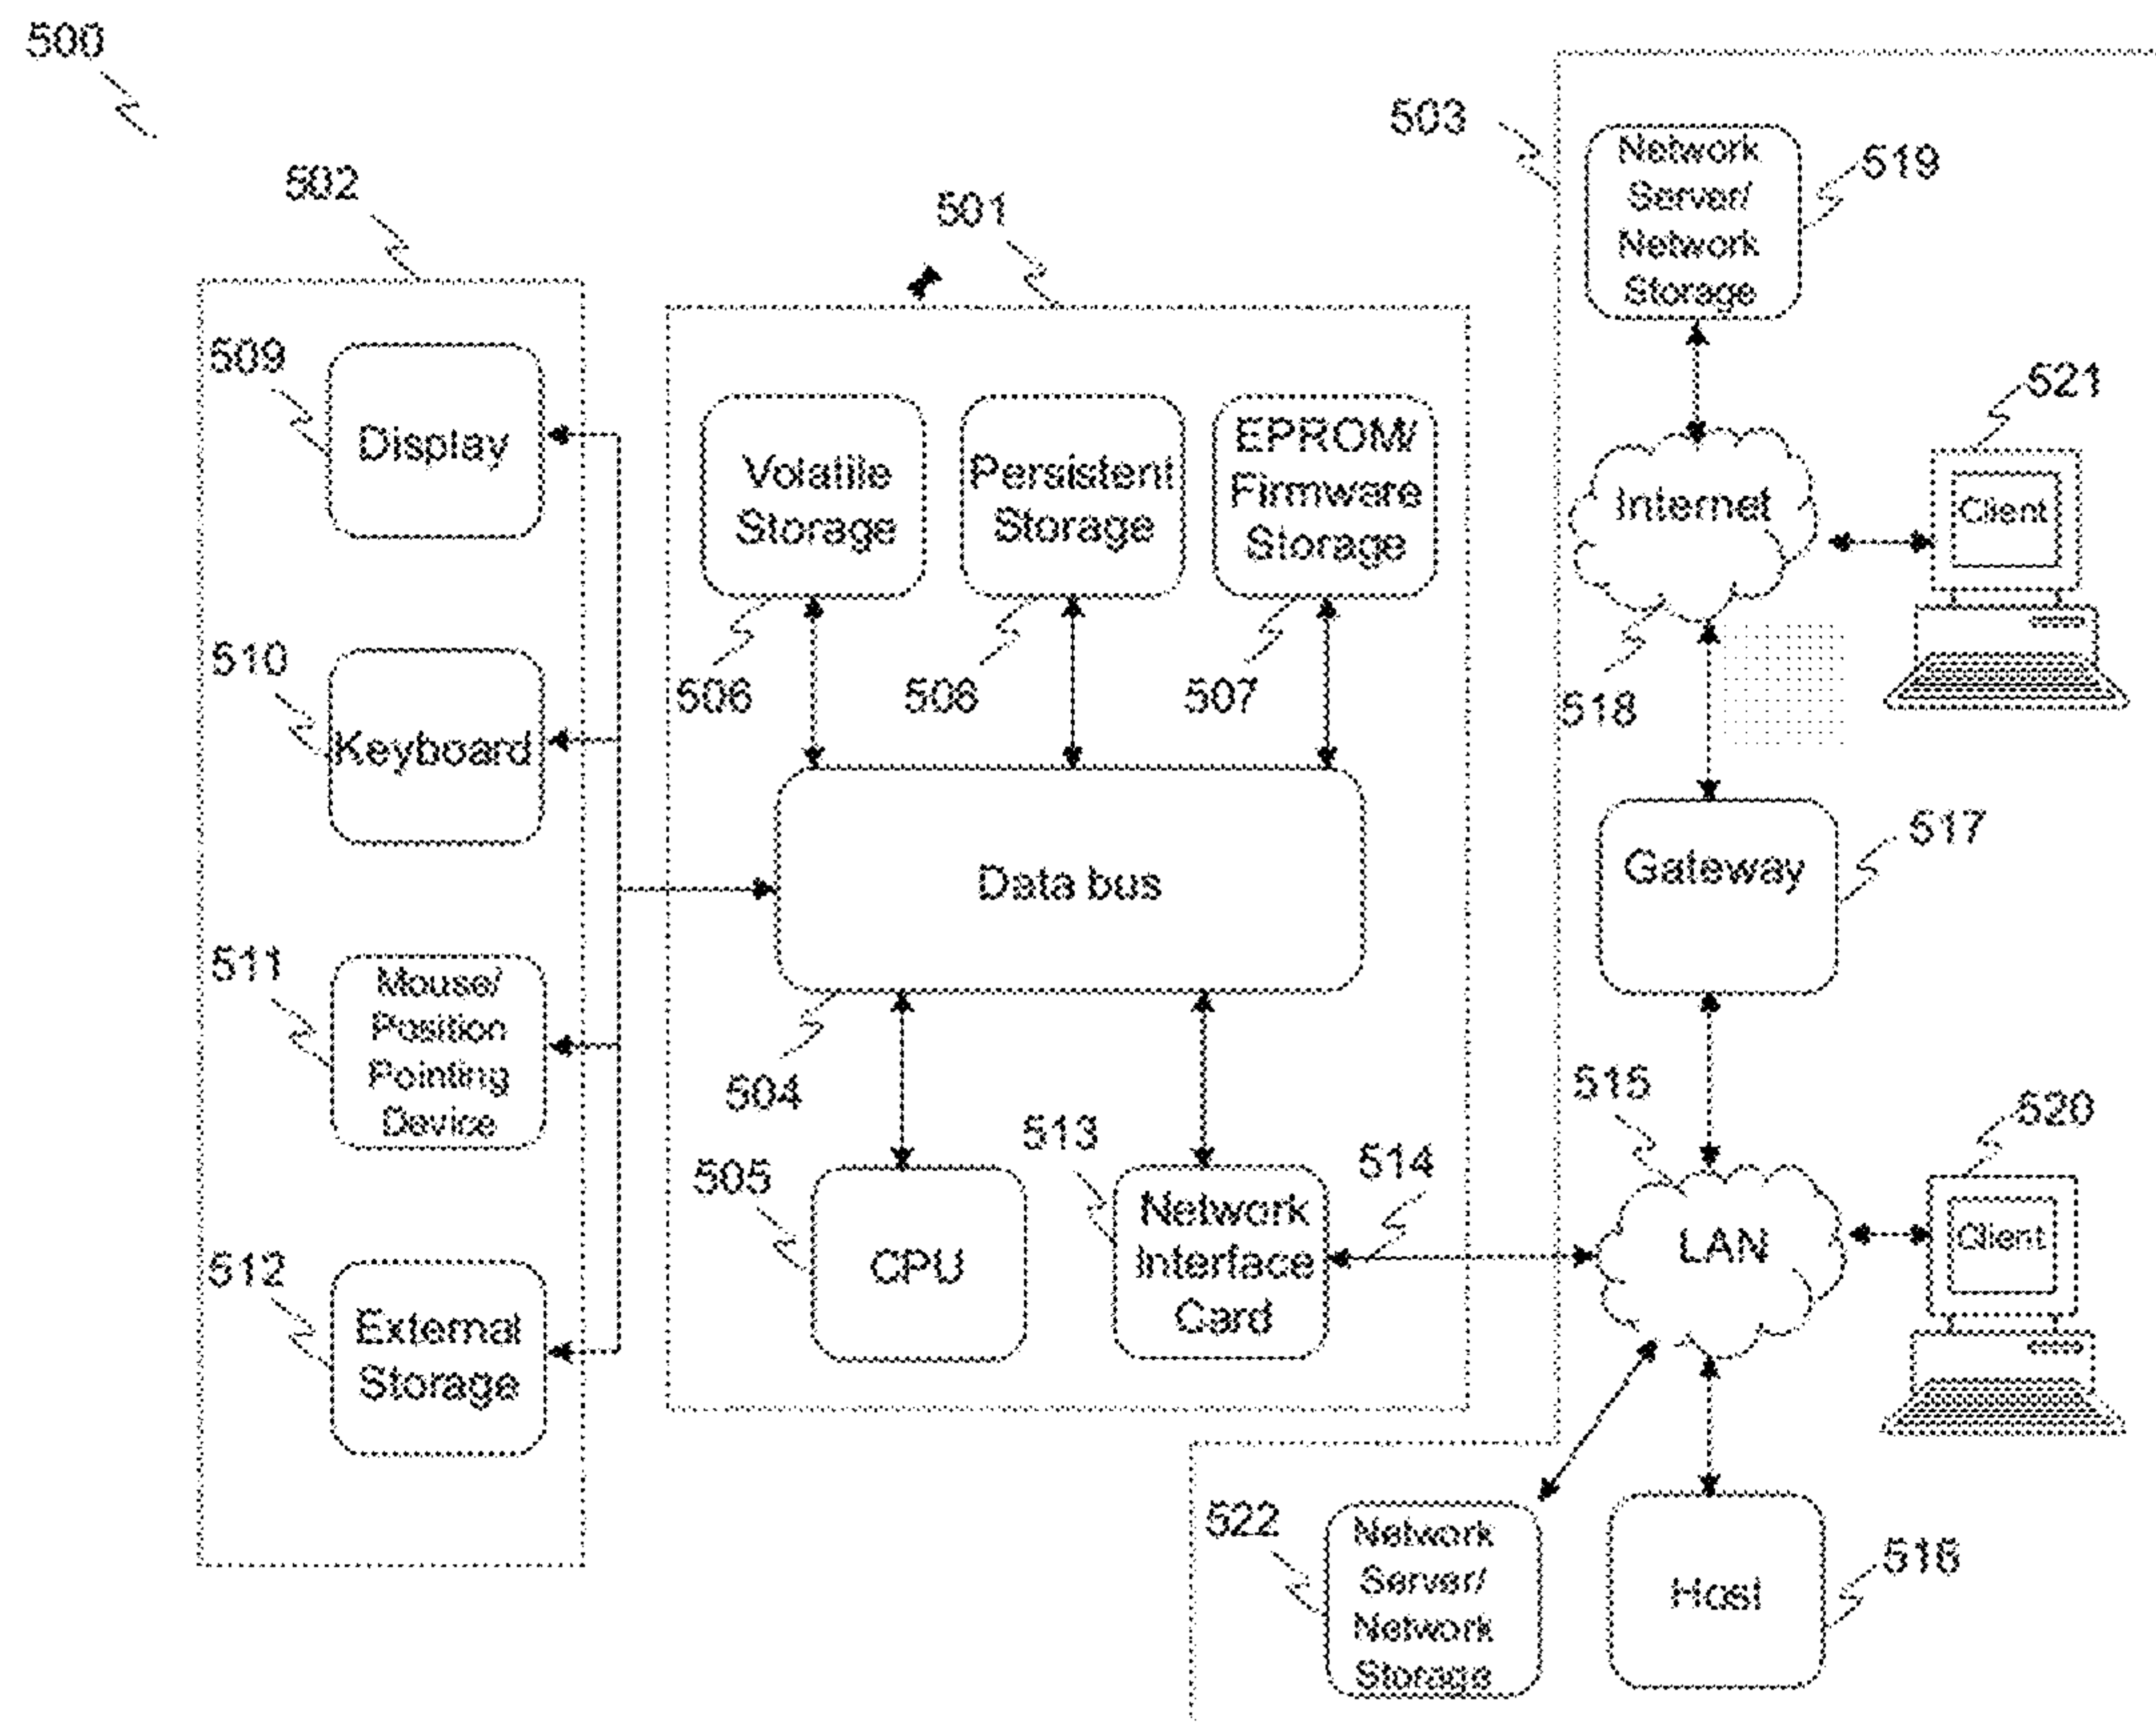 500
502
501
503
Network
Server/
Network
Storage
519
509
Display
Volatile
Storage
Persistent
Storage
EPROM/
Firmware
Storage
Internet
521
Client
510
Keyboard
506
508
507
518
Data bus
Gateway
517
511
Mouse/
Position
Pointing
Device
504
505
CPU
513
Network
Interface
Card
514
515
LAN
520
Client
512
External
Storage
522
Network
Server/
Network
Storage
Host
516